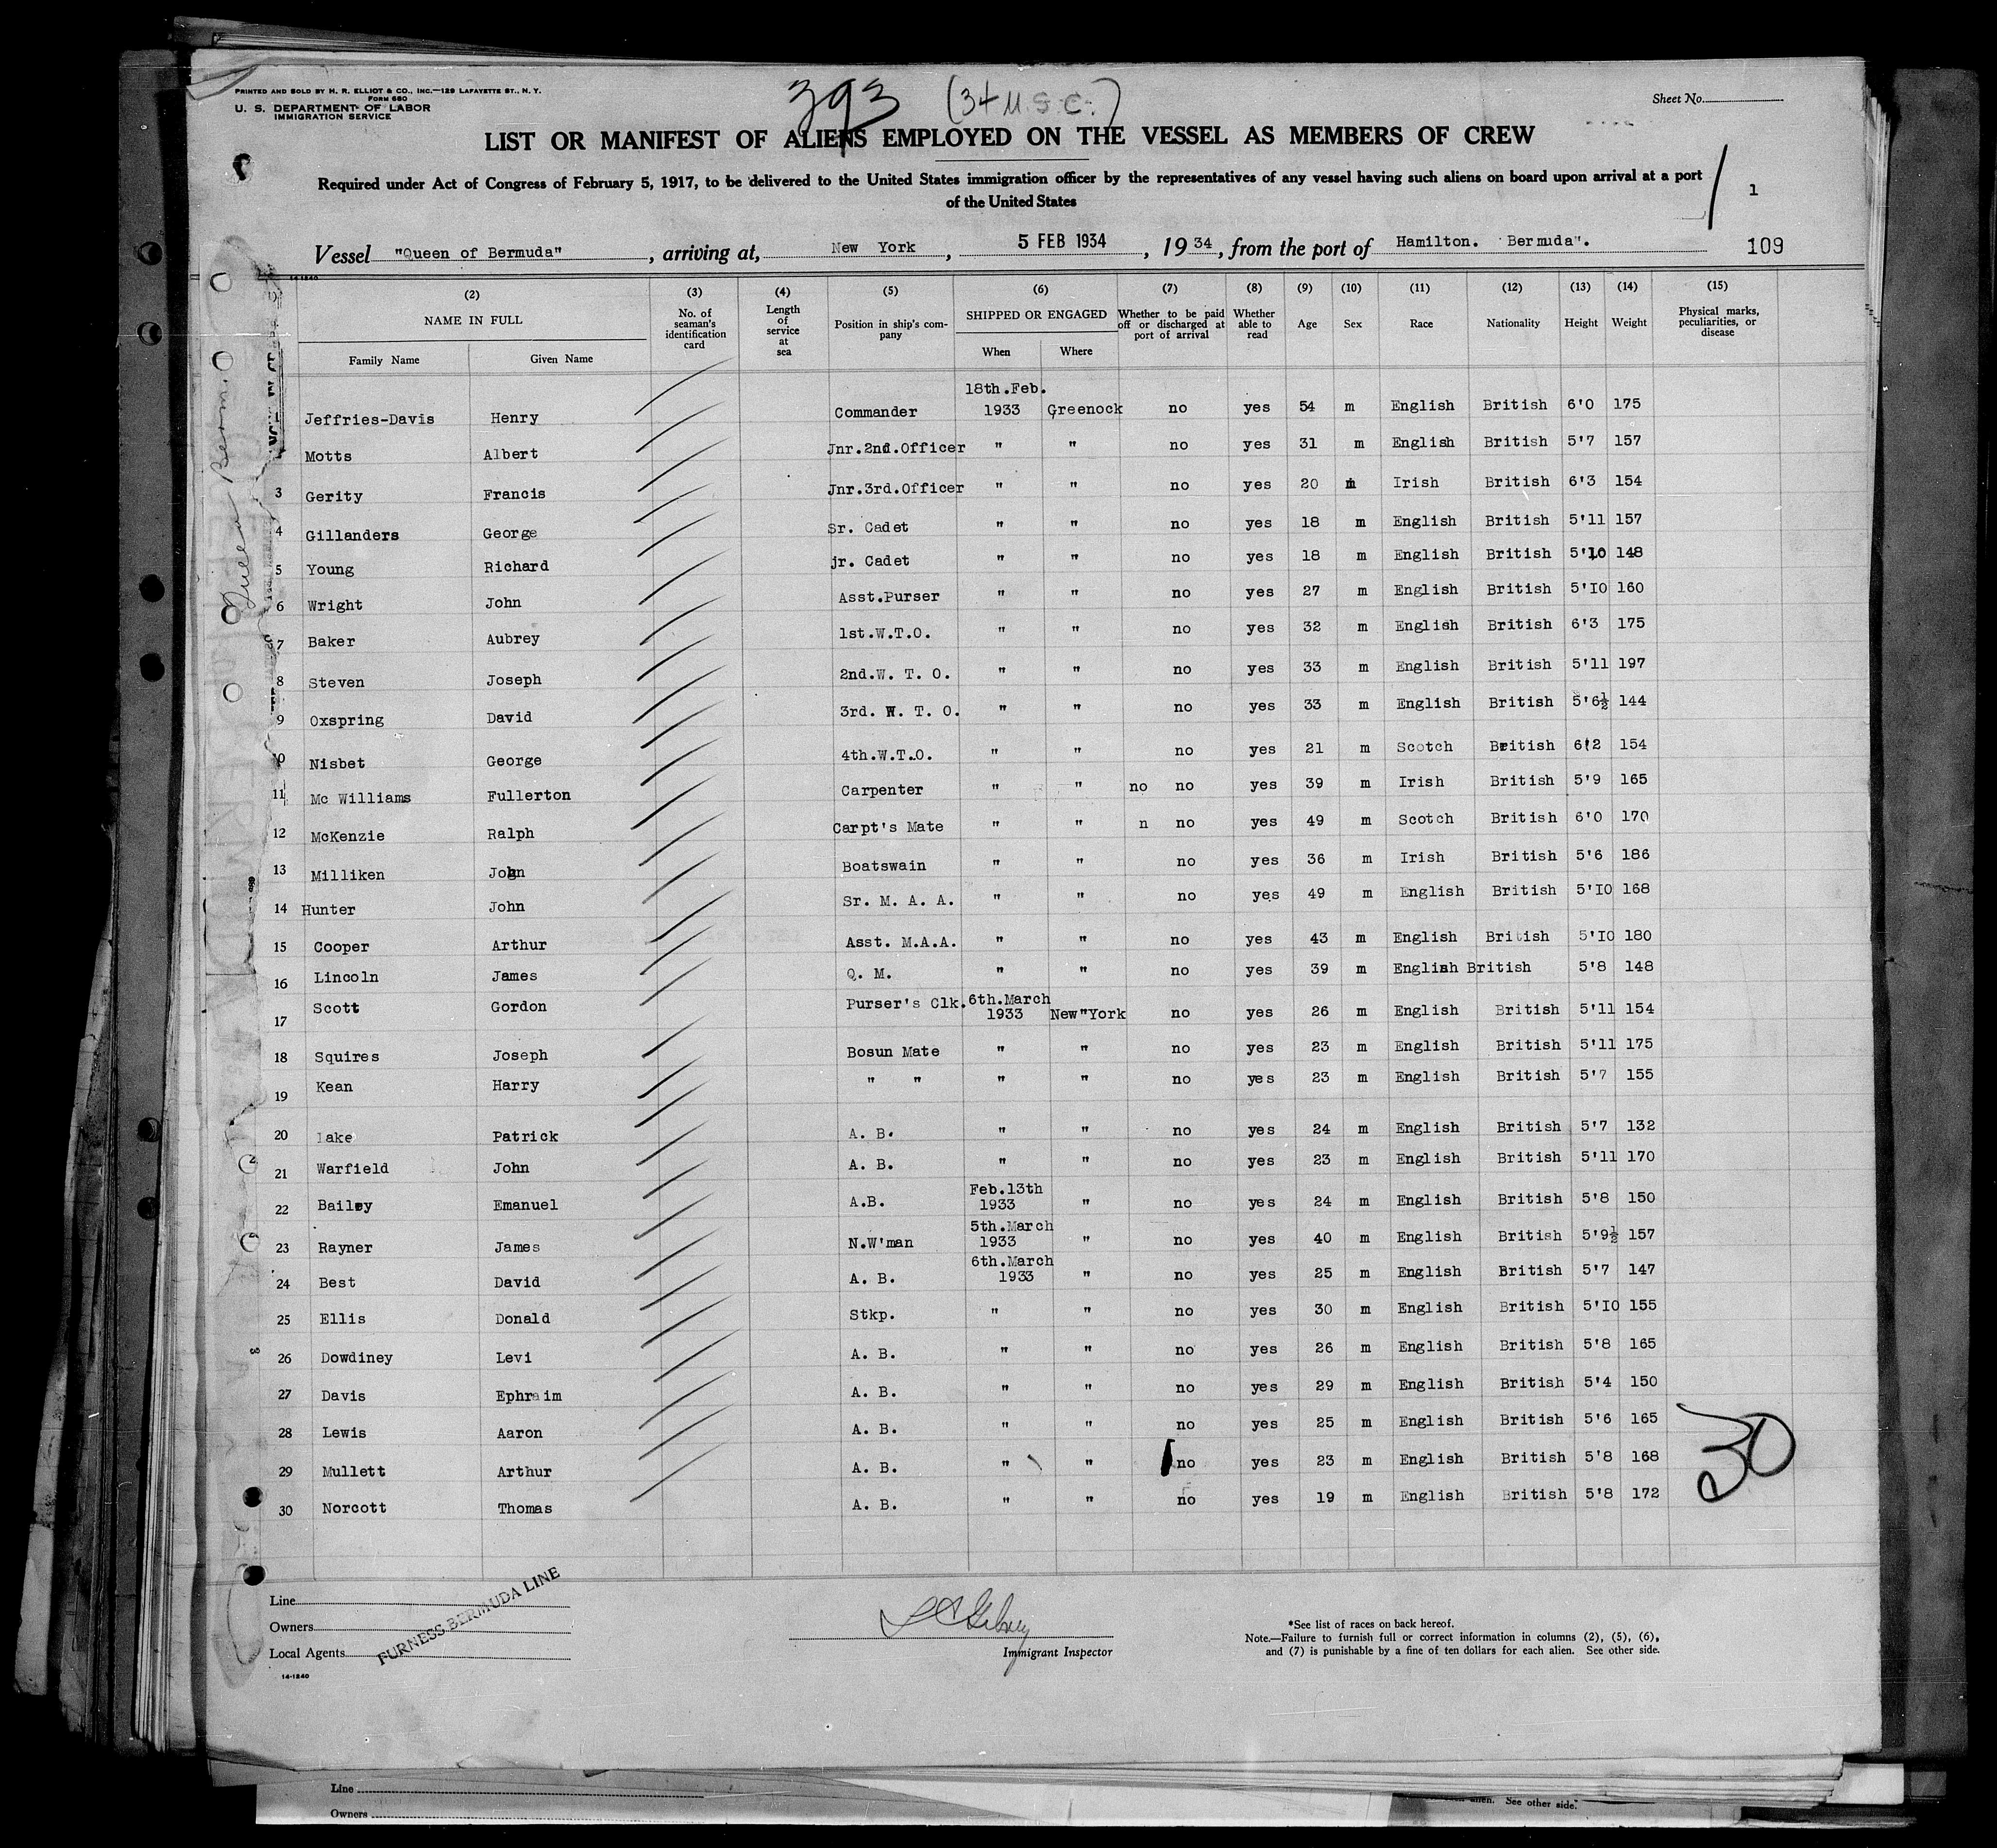 PRINTED AND SOLD BY H. R. ELLIOT & CO., INC.—129 LAFAYETTE ST., N. Y.
FORM 680
U. S. DEPARTMENT OF LABOR
IMMIGRATION SERVICE
393 (34 U.S.C.)
Sheet No.
LIST OR MANIFEST OF ALIENS EMPLOYED ON THE VESSEL AS MEMBERS OF CREW
Required under Act of Congress of February 5, 1917, to be delivered to the United States immigration officer by the representatives of any vessel having such aliens on board upon arrival at a port
of the United States
1
Vessel "Queen of Bermuda" , arriving at, New York , 5 FEB 1934 , 19 34 , from the port of Hamilton. Bermuda". 109
14-1240
(2) (3) (4) (5) (6) (7) (8) (9) (10) (11) (12) (13) (14) (15)
NAME IN FULL No. of seaman's identification card Length of service at sea Position in ship's company SHIPPED OR ENGAGED Whether to be paid off or discharged at port of arrival Whether able to read Age Sex Race Nationality Height Weight Physical marks, peculiarities, or disease
Family Name Given Name When Where
1 Jeffries-Davis Henry Commander 18th.Feb. 1933 Greenock no yes 54 m English British 6'0 175
Motts Albert Jnr.2nd.Officer " " no yes 31 m English British 5'7 157
3 Gerity Francis Jnr.3rd.Officer " " no yes 20 m Irish British 6'3 154
4 Gillanders George Sr. Cadet " " no yes 18 m English British 5'11 157
5 Young Richard jr. Cadet " " no yes 18 m English British 5'10 148
6 Wright John Asst.Purser " " no yes 27 m English British 5'10 160
7 Baker Aubrey 1st.W.T.O. " " no yes 32 m English British 6'3 175
8 Steven Joseph 2nd.W. T. O. " " no yes 33 m English British 5'11 197
9 Oxspring David 3rd. W. T. O. " " no yes 33 m English British 5'6½ 144
10 Nisbet George 4th.W.T.O. " " no yes 21 m Scotch British 6'2 154
11 Mc Williams Fullerton Carpenter " " no no yes 39 m Irish British 5'9 165
12 McKenzie Ralph Carpt's Mate " " n no yes 49 m Scotch British 6'0 170
13 Milliken John Boatswain " " no yes 36 m Irish British 5'6 186
14 Hunter John Sr. M. A. A. " " no yes 49 m English British 5'10 168
15 Cooper Arthur Asst. M.A.A. " " no yes 43 m English British 5'10 180
16 Lincoln James Q. M. " " no yes 39 m English British 5'8 148
17 Scott Gordon Purser's Clk. 6th.March 1933 New"York no yes 26 m English British 5'11 154
18 Squires Joseph Bosun Mate " " no yes 23 m English British 5'11 175
19 Kean Harry " " " " no yes 23 m English British 5'7 155
20 Lake Patrick A. B. " " no yes 24 m English British 5'7 132
21 Warfield John A. B. " " no yes 23 m English British 5'11 170
22 Bailey Emanuel A.B. Feb.13th 1933 " no yes 24 m English British 5'8 150
23 Rayner James N.W'man 5th.March 1933 " no yes 40 m English British 5'9½ 157
24 Best David A. B. 6th.March 1933 " no yes 25 m English British 5'7 147
25 Ellis Donald Stkp. " " no yes 30 m English British 5'10 155
26 Dowdiney Levi A. B. " " no yes 26 m English British 5'8 165
27 Davis Ephraim A. B. " " no yes 29 m English British 5'4 150
28 Lewis Aaron A. B. " " no yes 25 m English British 5'6 165
29 Mullett Arthur A. B. " " no yes 23 m English British 5'8 168
30 Norcott Thomas A. B. " " no yes 19 m English British 5'8 172
30
Queen Berm.
Line
Owners
Local Agents
FURNESS BERMUDA LINE
14-1240
Immigrant Inspector
*See list of races on back hereof.
Note.—Failure to furnish full or correct information in columns (2), (5), (6),
and (7) is punishable by a fine of ten dollars for each alien. See other side.
Line
Owners
alien. See other side.